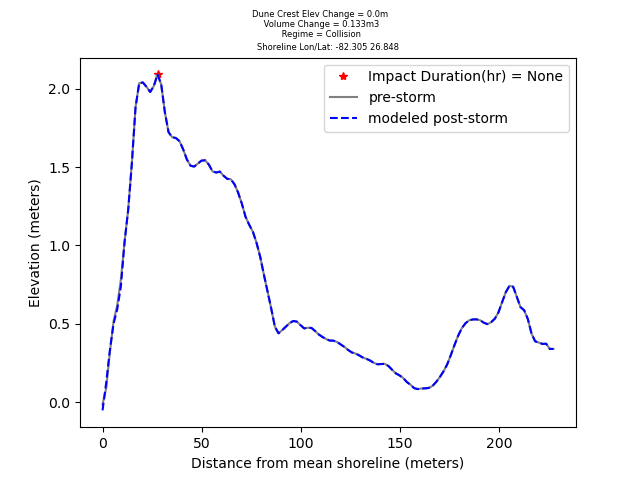 Dune Crest Elev Change = 0.0m
Volume Change = 0.133m3
Regime = Collision
Shoreline Lon/Lat: -82.305 26.848
Impact Duration(hr) = None
pre-storm
modeled post-storm
2.0
1.5
1.0
0.5
0.0
Elevation (meters)
0 50 100 150 200
Distance from mean shoreline (meters)